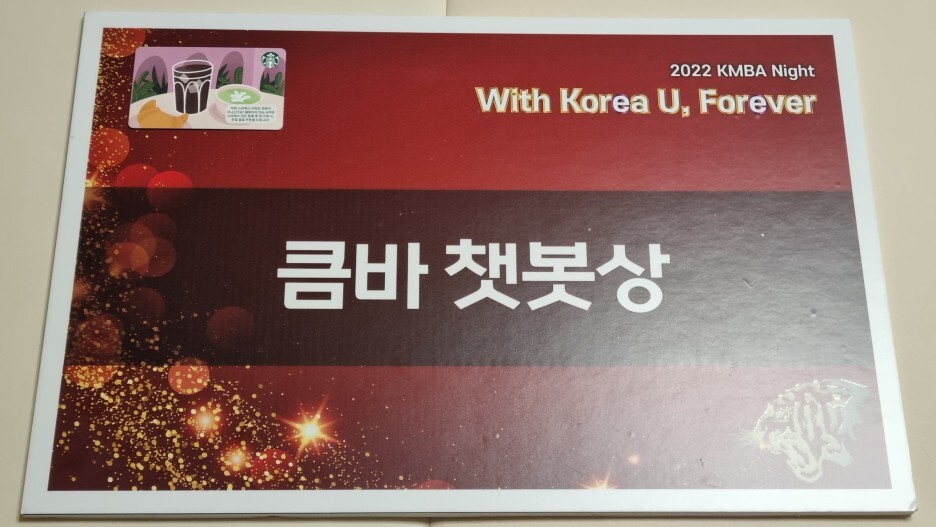 2022 KMBA Night
With Korea U, Forever
큼바 챗봇상